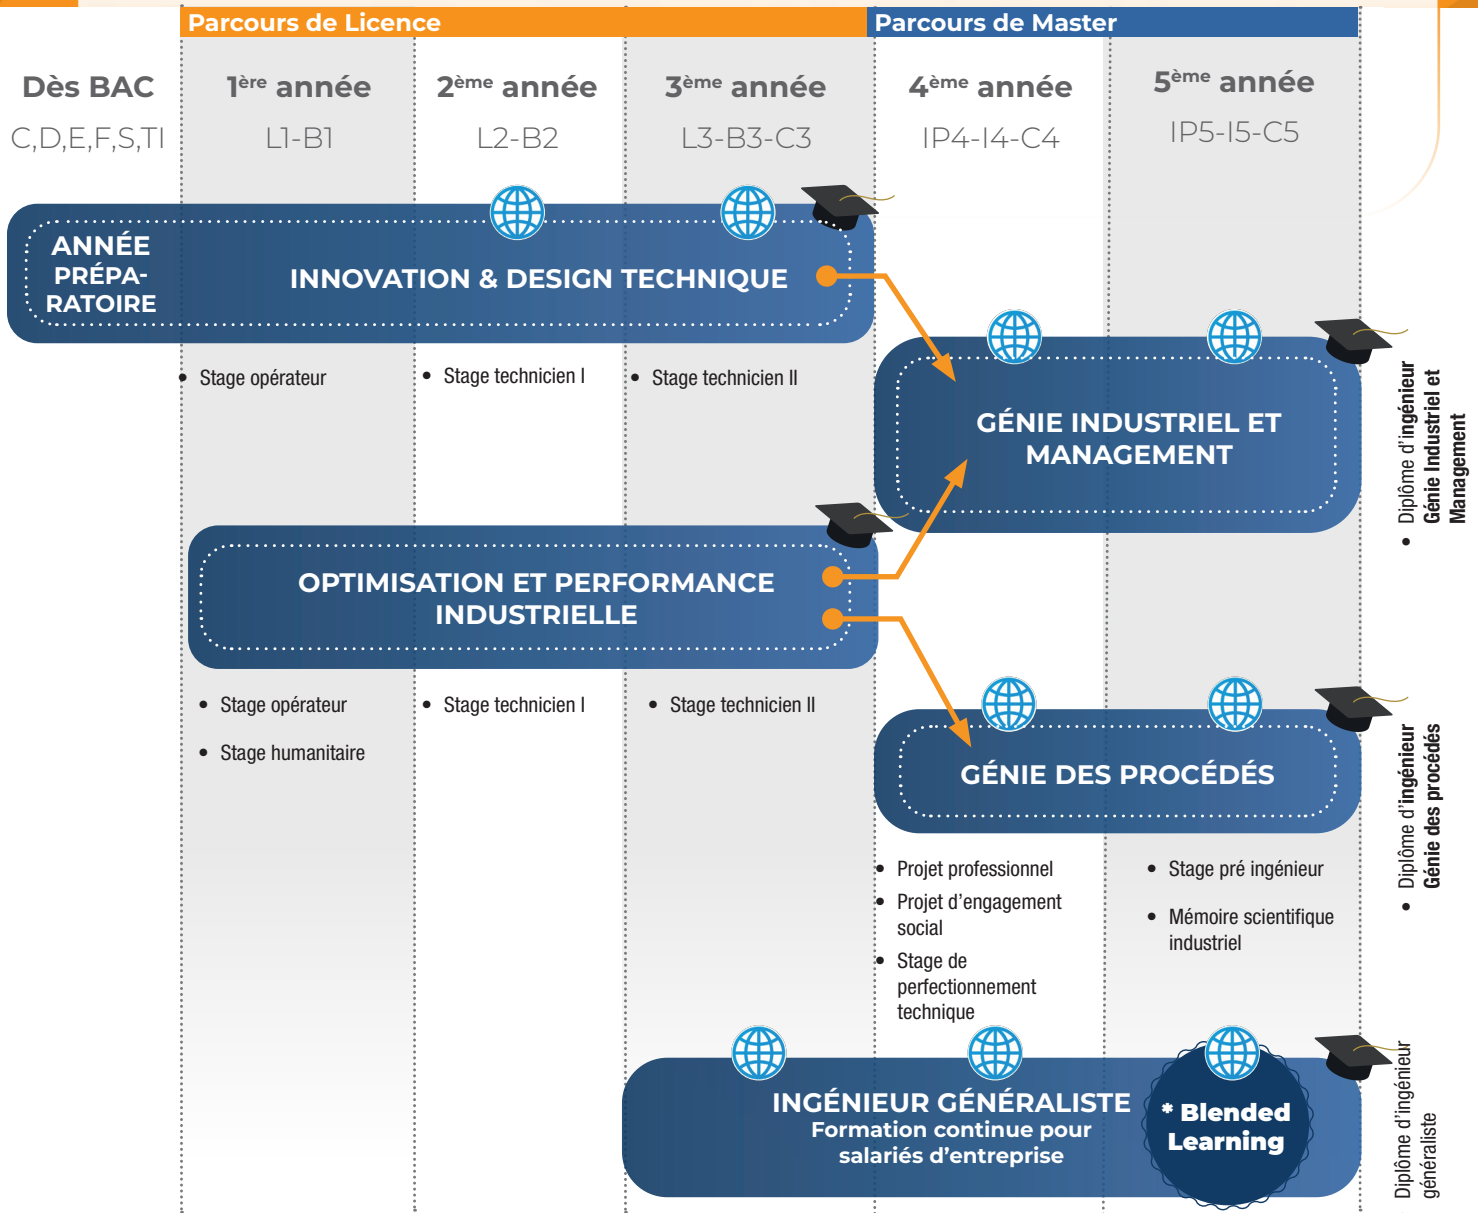 Parcours de Licence
Parcours de Master
Dès BAC
C,D,E,F,S,TI
1ère année
L1-B1
2ème année
L2-B2
3ème année
L3-B3-C3
4ème année
IP4-I4-C4
5ème année
IP5-I5-C5
ANNÉE
PRÉPA-
RATOIRE
INNOVATION & DESIGN TECHNIQUE
• Stage opérateur
• Stage technicien I
• Stage technicien II
GÉNIE INDUSTRIEL ET
MANAGEMENT
• Diplôme d'ingénieur
Génie Industriel et
Management
OPTIMISATION ET PERFORMANCE
INDUSTRIELLE
• Stage opérateur
• Stage humanitaire
• Stage technicien I
• Stage technicien II
GÉNIE DES PROCÉDÉS
• Diplôme d'ingénieur
Génie des procédés
• Projet professionnel
• Projet d'engagement
social
• Stage de
perfectionnement
technique
• Stage pré ingénieur
• Mémoire scientifique
industriel
INGÉNIEUR GÉNÉRALISTE
Formation continue pour
salariés d'entreprise
* Blended
Learning
Diplôme d'ingénieur
généraliste